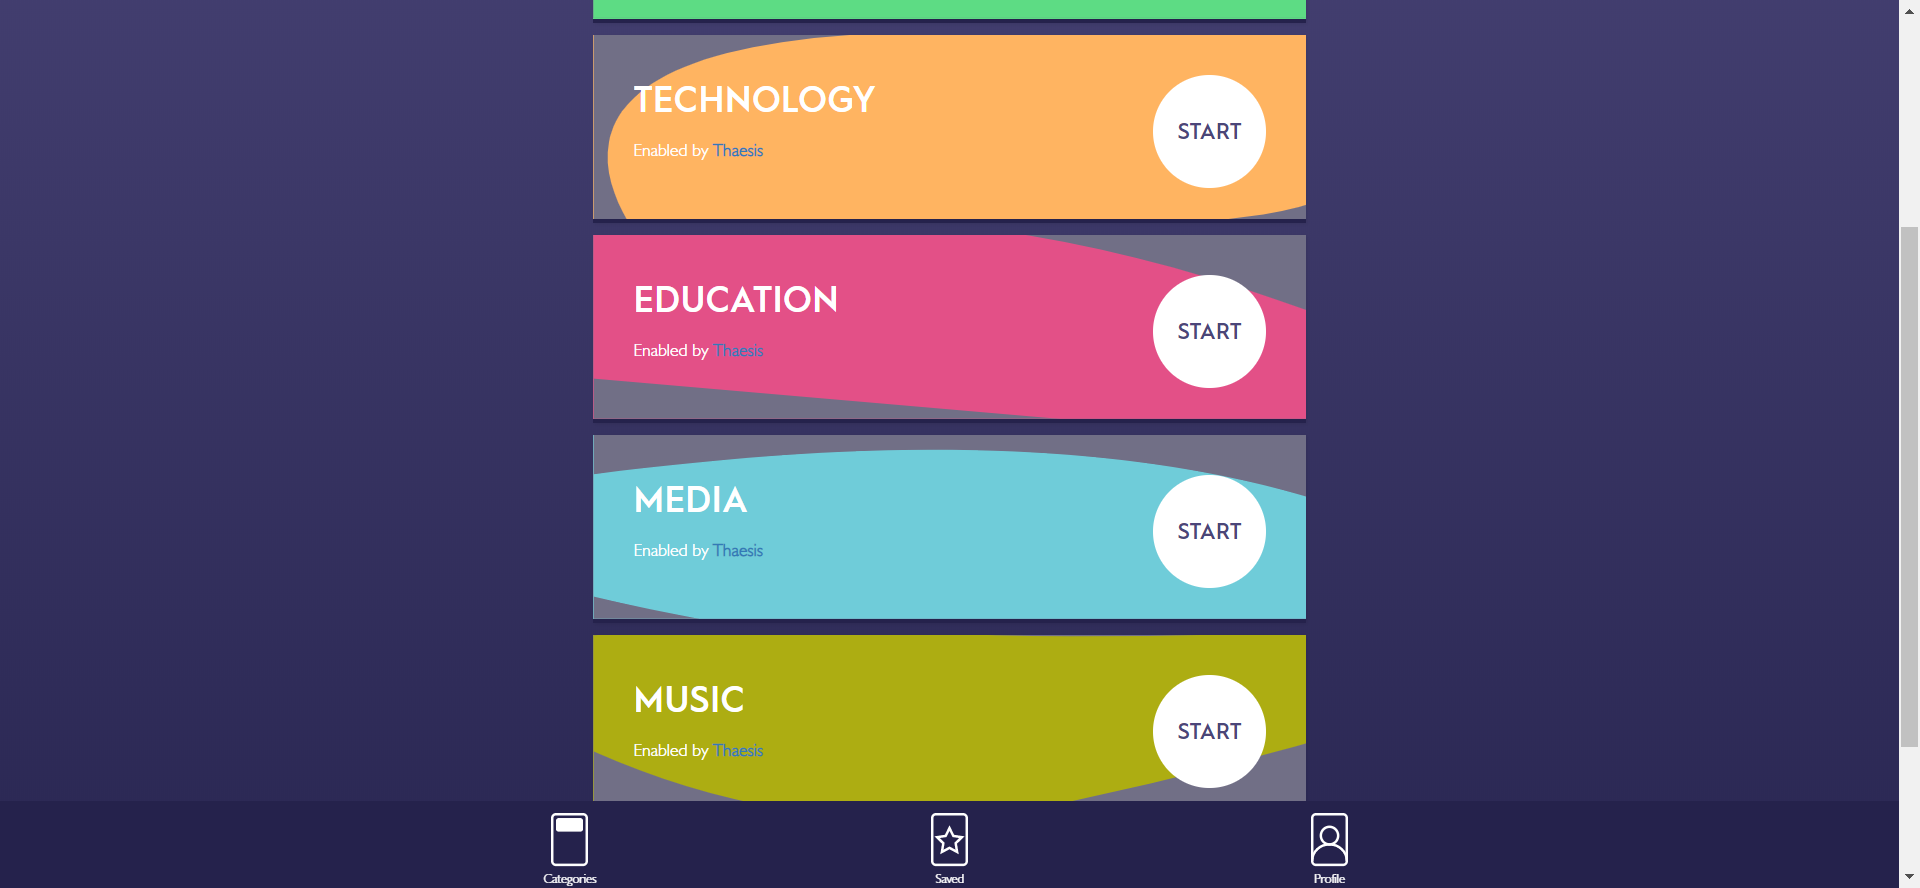 TECHNOLOGY
START
Enabled by Thaesis
EDUCATION
START
Enabled by Thaesis
MEDIA
START
Enabled by Thaesis
MUSIC
START
Enabled by Thaesis
Categories
Saved
Profile